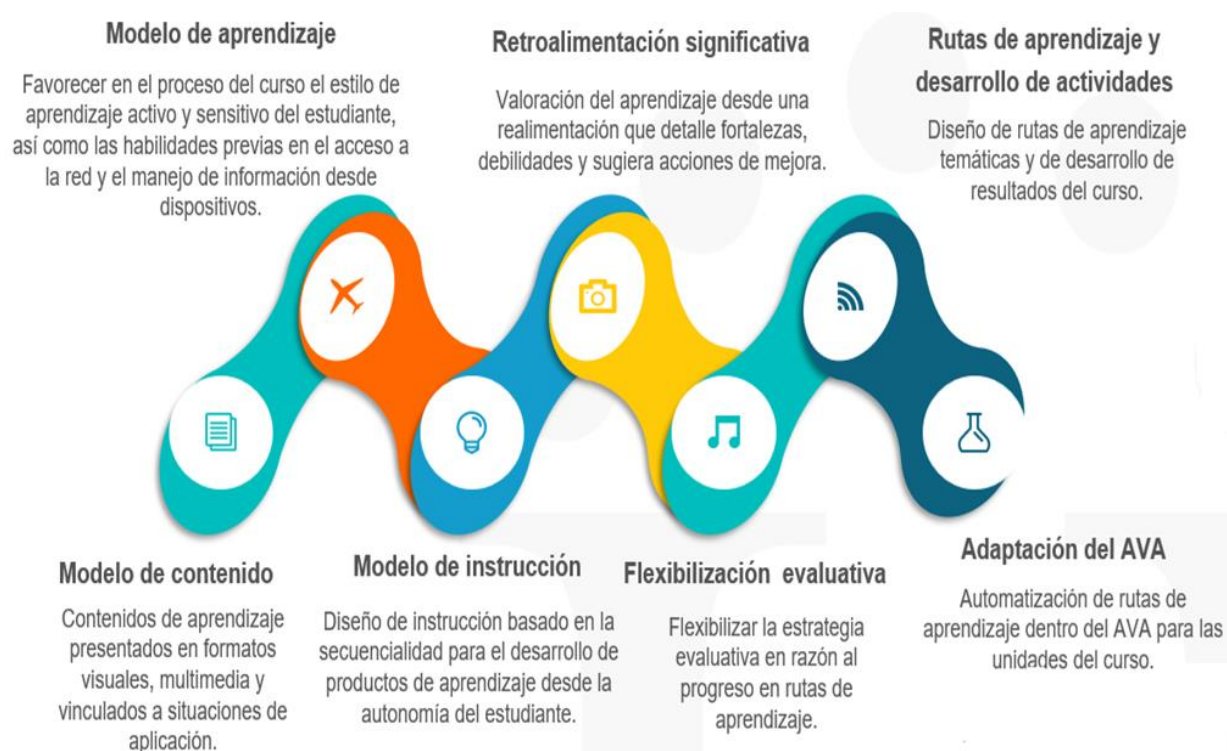 Modelo de aprendizaje
Favorecer en el proceso del curso el estilo de
aprendizaje activo y sensitivo del estudiante,
así como las habilidades previas en el acceso a
la red y el manejo de información desde
dispositivos.
Retroalimentación significativa
Valoración del aprendizaje desde una
realimentación que detalle fortalezas,
debilidades y sugiera acciones de mejora.
Rutas de aprendizaje y
desarrollo de actividades
Diseño de rutas de aprendizaje
temáticas y de desarrollo de
resultados del curso.
Modelo de contenido
Contenidos de aprendizaje
presentados en formatos
visuales, multimedia y
vinculados a situaciones de
aplicación.
Modelo de instrucción
Diseño de instrucción basado en la
secuencialidad para el desarrollo de
productos de aprendizaje desde la
autonomía del estudiante.
Flexibilización evaluativa
Flexibilizar la estrategia
evaluativa en razón al
progreso en rutas de
aprendizaje.
Adaptación del AVA
Automatización de rutas de
aprendizaje dentro del AVA para las
unidades del curso.